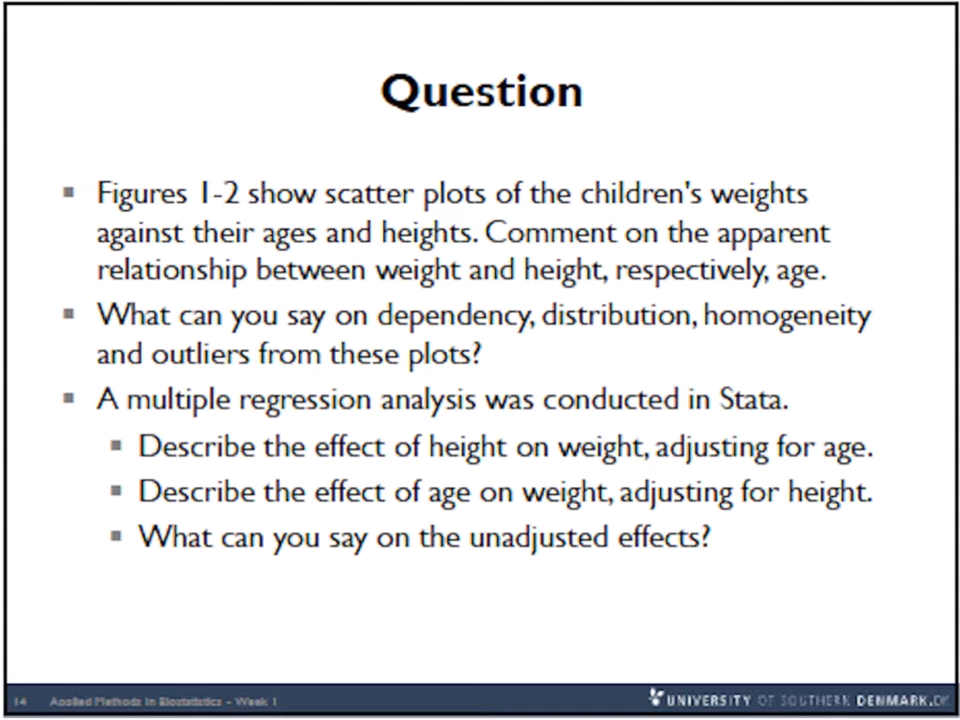 Question
Figures 1-2 show scatter plots of the children's weights
against their ages and heights. Comment on the apparent
relationship between weight and height, respectively, age.
What can you say on dependency, distribution, homogeneity
and outliers from these plots?
A multiple regression analysis was conducted in Stata.
Describe the effect of height on weight, adjusting for age.
Describe the effect of age on weight, adjusting for height.
What can you say on the unadjusted effects?
14 Applied Methods in Biostatistics - Week 1
UNIVERSITY OF SOUTHERN DENMARK.DK